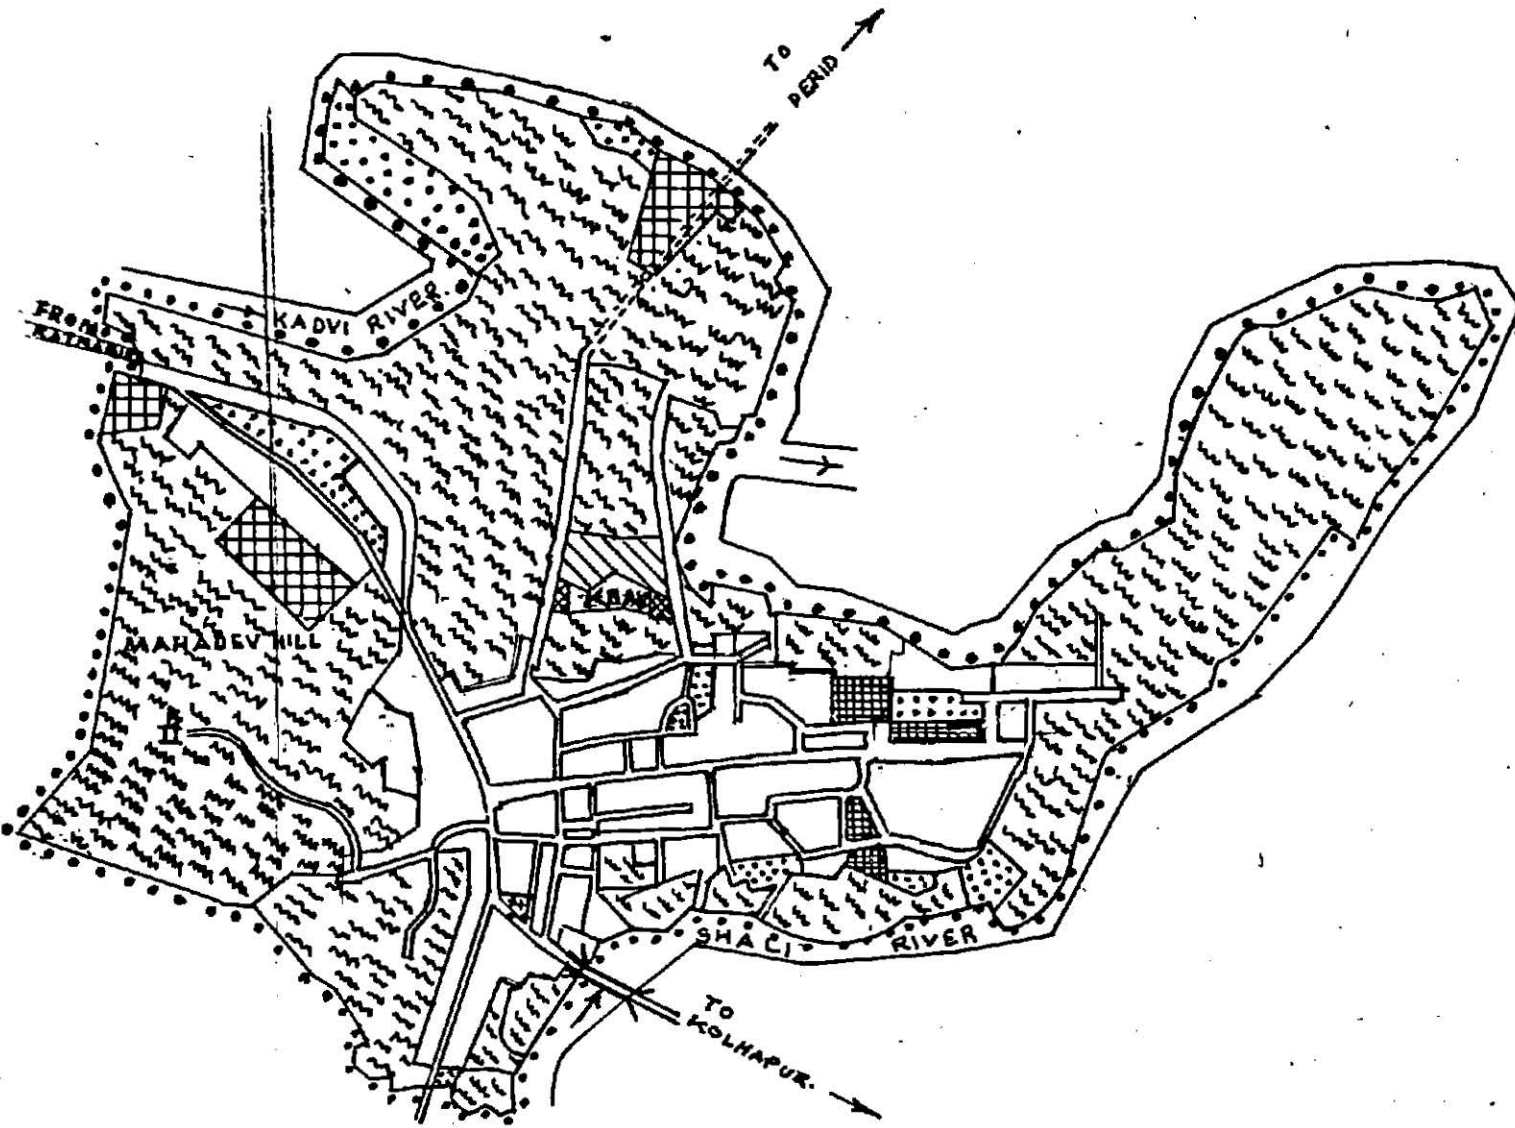 TO
PERID
KADVI RIVER.
FROM
MAHADEV HILL
SHALI RIVER
TO
KOLHAPUR.